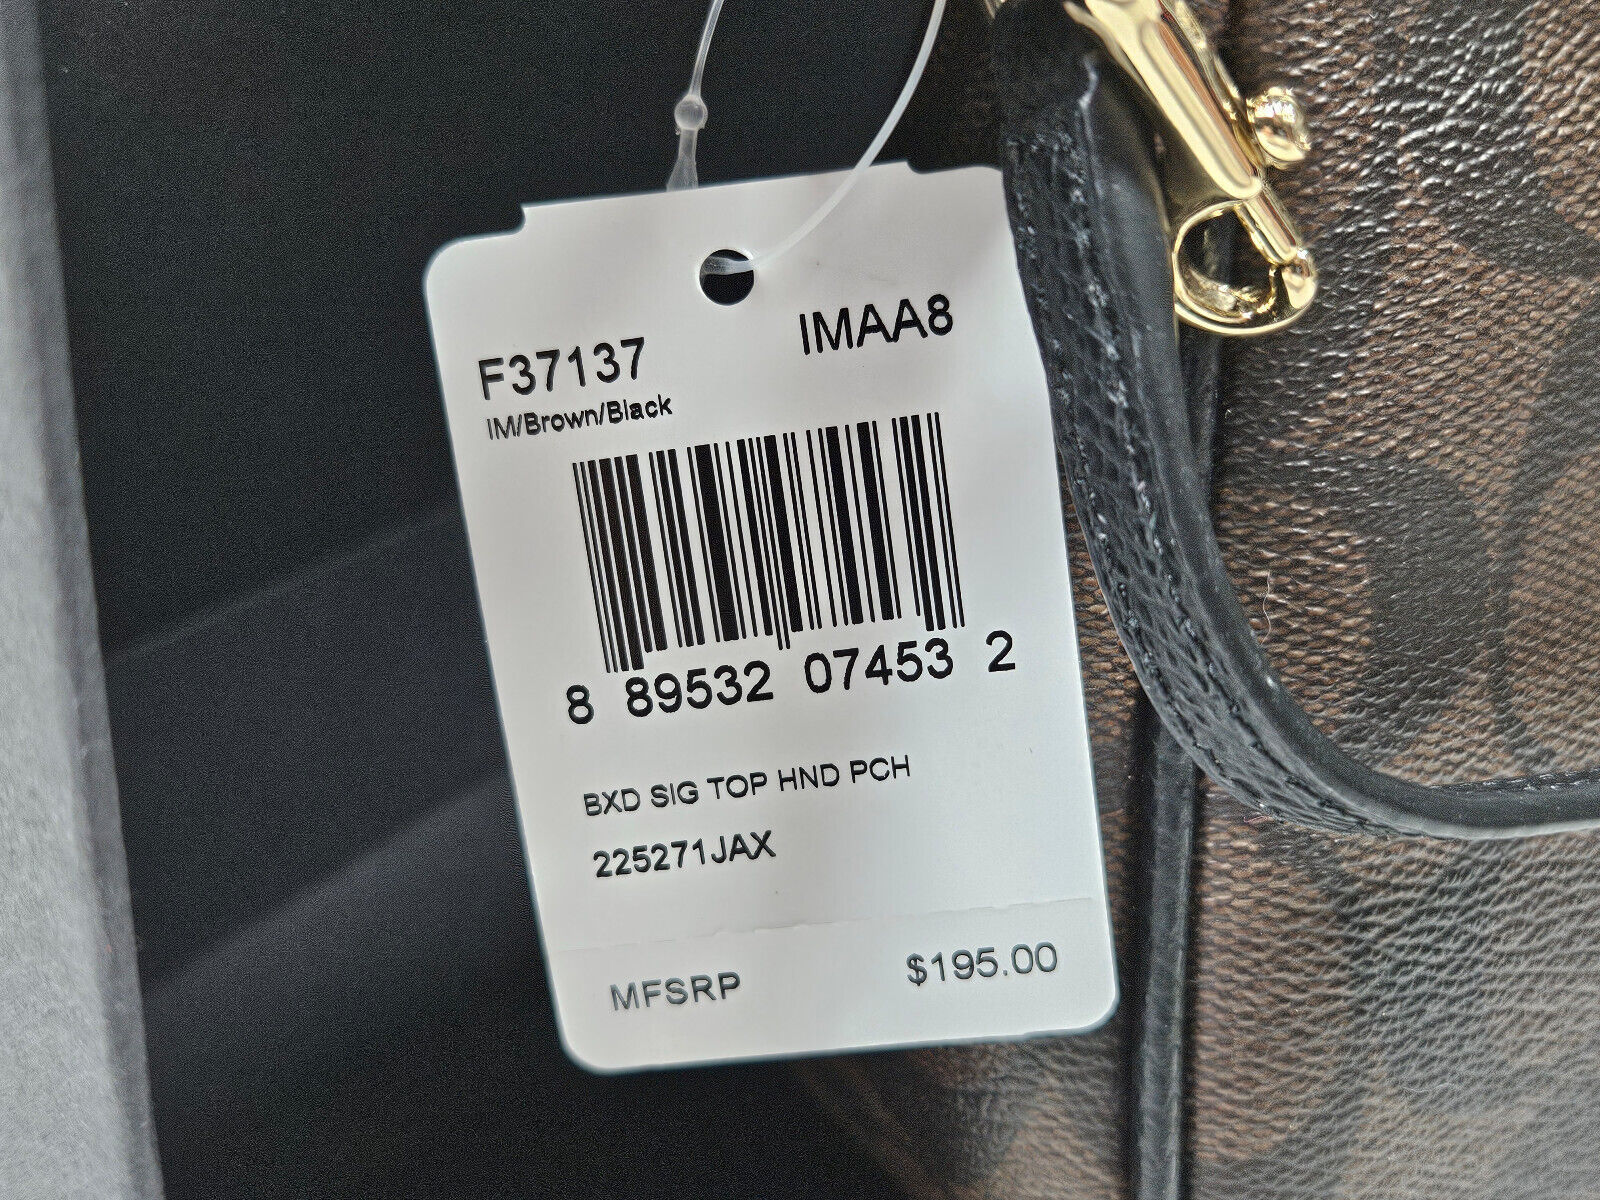 F37137 IMAA8
IM/Brown/Black
8 89532 07453 2
BXD SIG TOP HND PCH
225271JAX
MFSRP $195.00